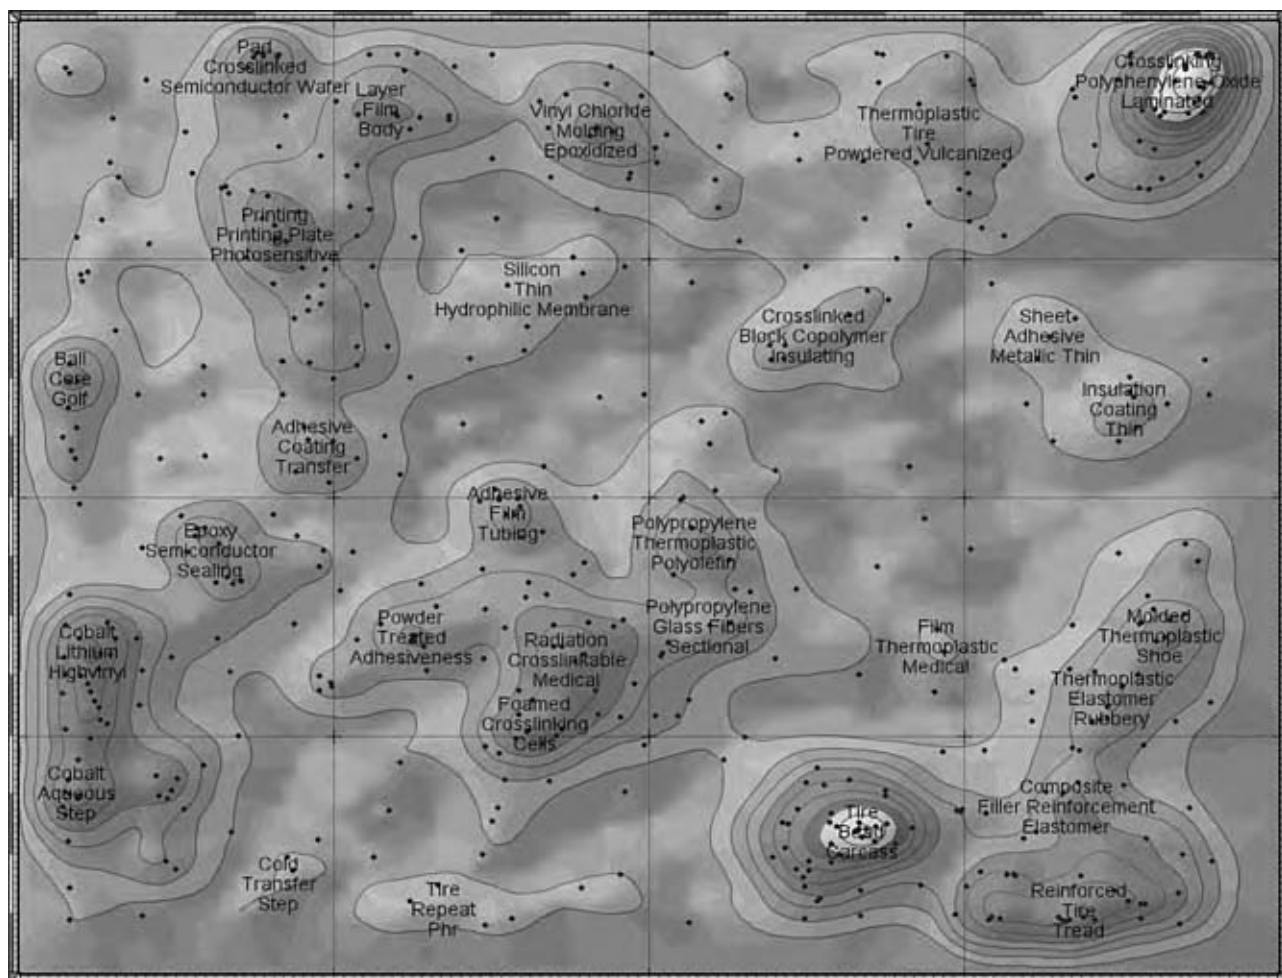 Pad
Crosslinked
Semiconductor Wafer
Layer
Film
Body
Vinyl Chloride
Molding
Epoxidized
Thermoplastic
Tire
Powdered Vulcanized
Crosslinking
Polyphenylene Oxide
Laminated
Printing
Printing Plate
Photosensitive
Silicon
Thin
Hydrophilic Membrane
Crosslinked
Block Copolymer
Insulating
Sheet
Adhesive
Metallic Thin
Ball
Core
Golf
Insulation
Coating
Thin
Adhesive
Coating
Transfer
Adhesive
Film
Tubing
Epoxy
Semiconductor
Sealing
Polypropylene
Thermoplastic
Polyolefin
Cobalt
Lithium
Highvinyl
Powder
Treated
Adhesiveness
Radiation
Crosslinkable
Medical
Polypropylene
Glass Fibers
Sectional
Film
Thermoplastic
Medical
Molded
Thermoplastic
Shoe
Thermoplastic
Elastomer
Rubbery
Foamed
Crosslinking
Cells
Cobalt
Aqueous
Step
Tire
Bead
Carcass
Composite
Filler Reinforcement
Elastomer
Cold
Transfer
Step
Tire
Repeat
Phr
Reinforced
Tire
Tread